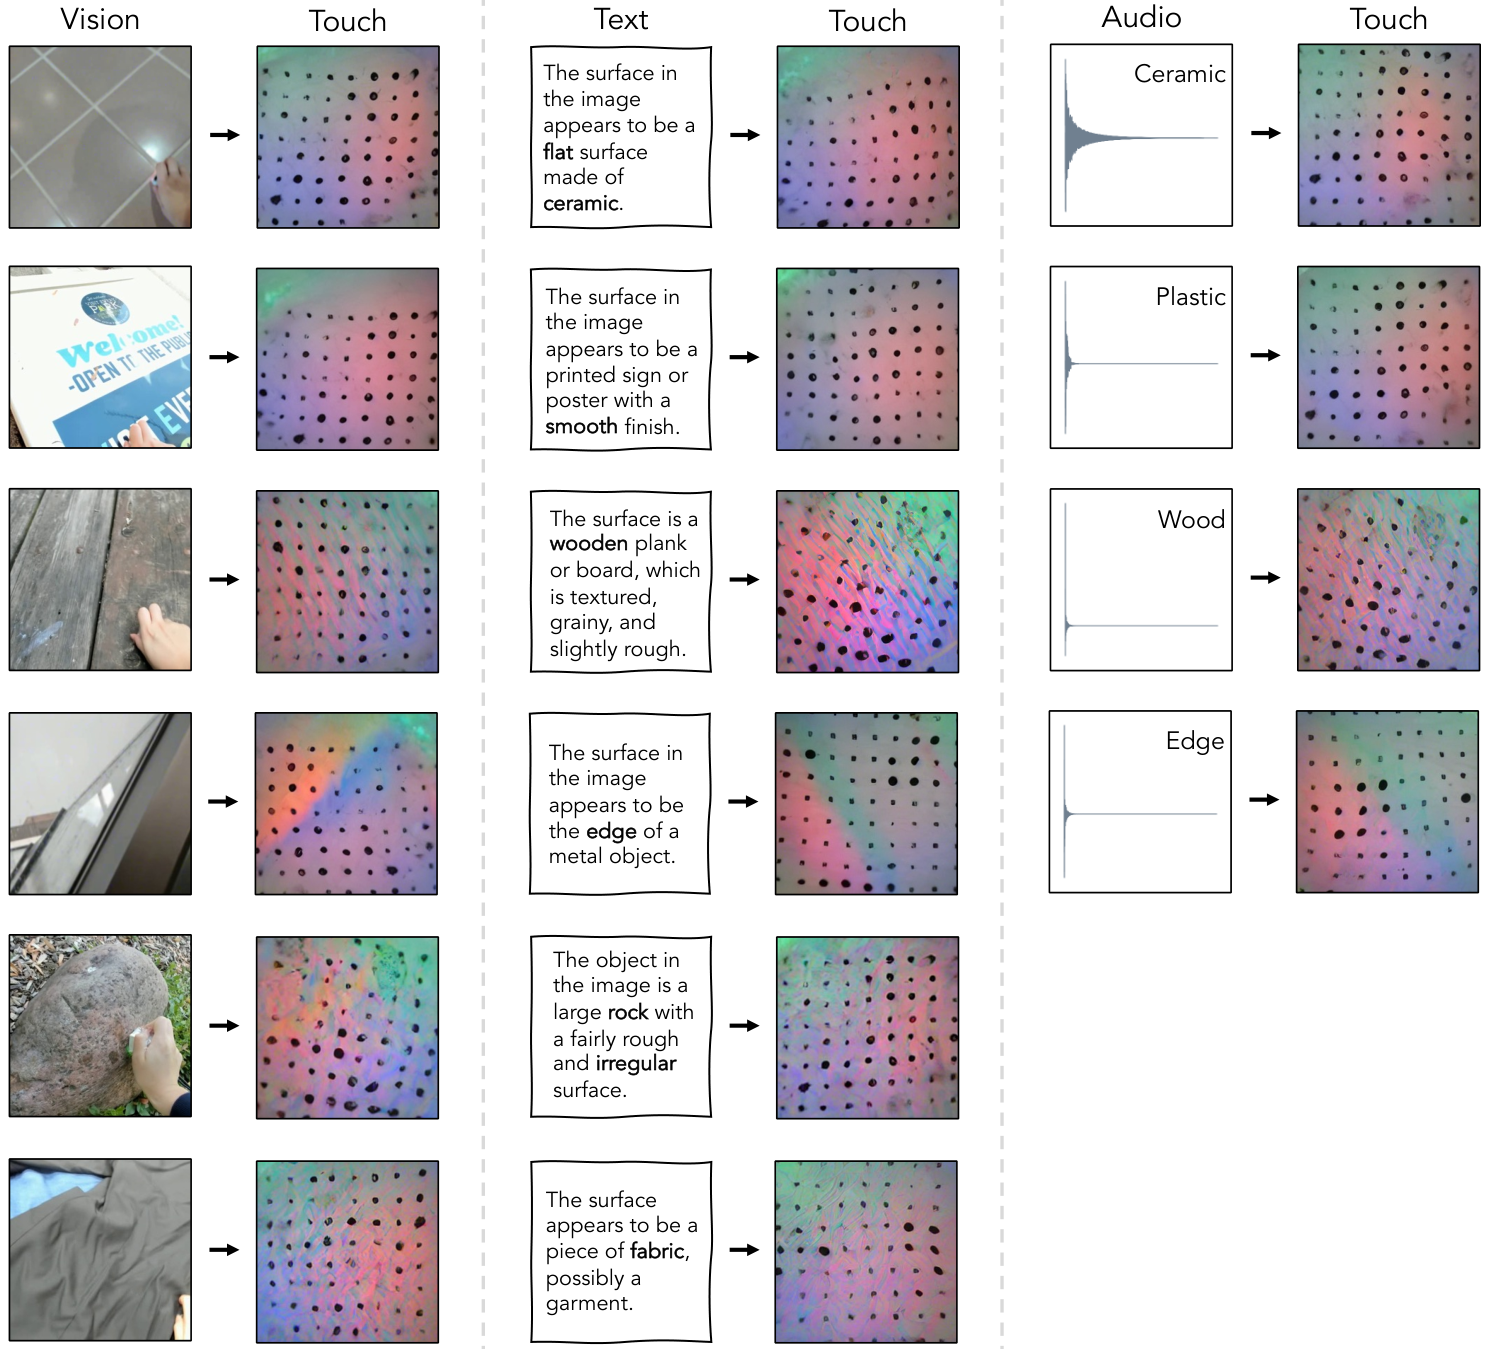 Vision
Touch
Text
Touch
Audio
Touch
The surface in
the image
appears to be a
flat surface
made of
ceramic.
Ceramic
Welcome!
-OPEN TO THE PUBL
The surface in
the image
appears to be a
printed sign or
poster with a
smooth finish.
Plastic
The surface is a
wooden plank
or board, which
is textured,
grainy, and
slightly rough.
Wood
The surface in
the image
appears to be
the edge of a
metal object.
Edge
The object in
the image is a
large rock with
a fairly rough
and irregular
surface.
The surface
appears to be a
piece of fabric,
possibly a
garment.